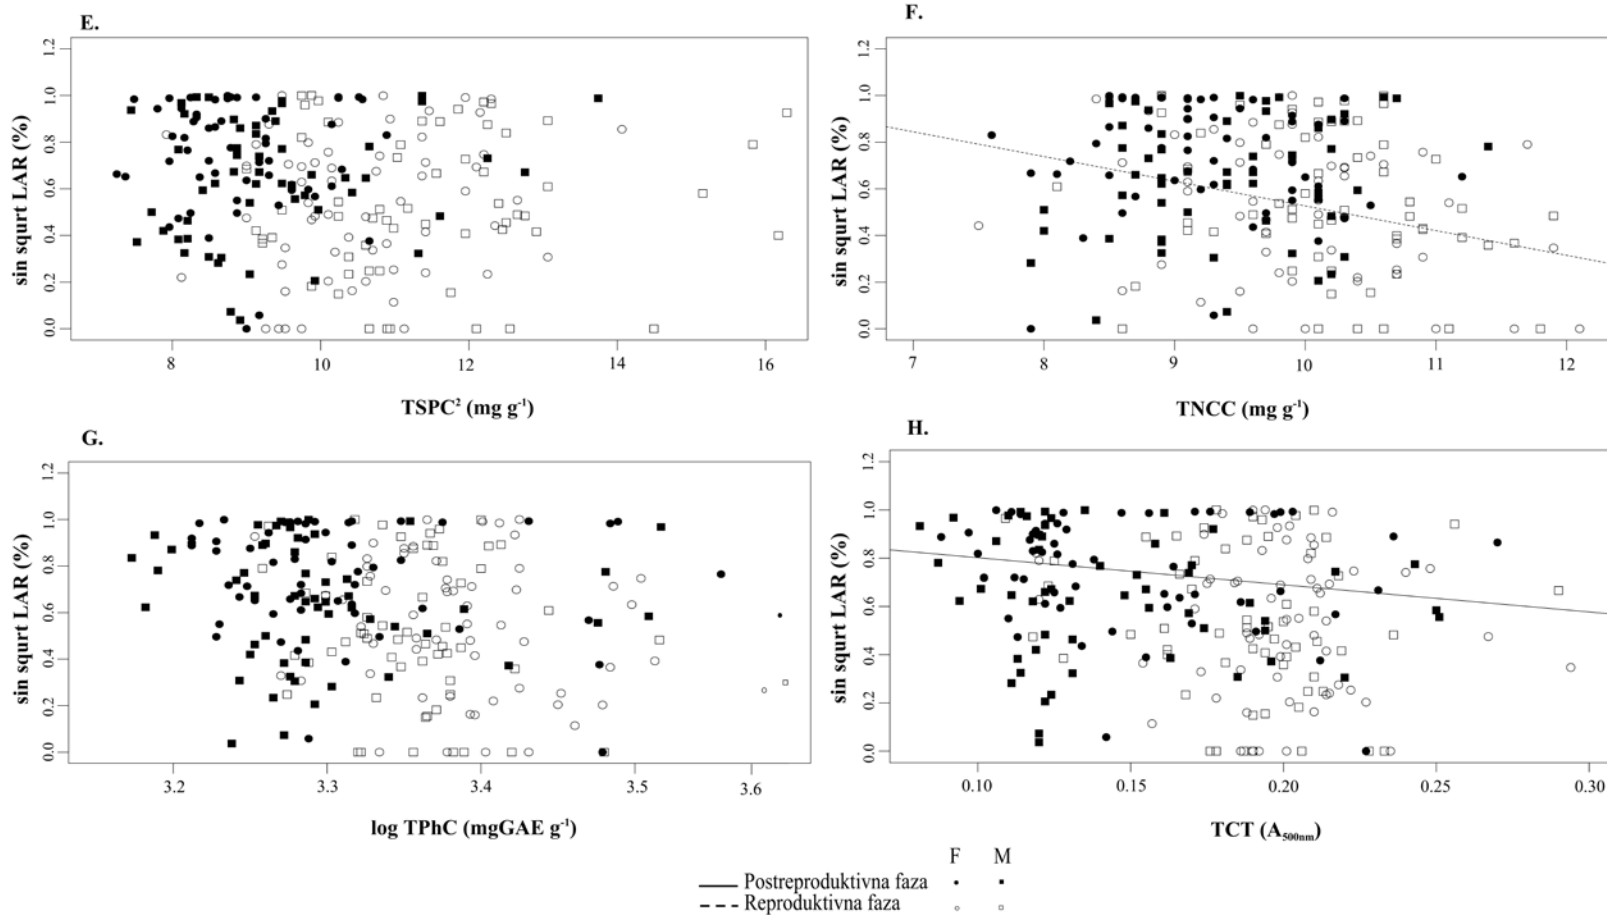 E.
sin squrt LAR (%)
1.2
1.0
0.8
0.6
0.4
0.2
0.0
8 10 12 14 16
TSPC² (mg g⁻¹)
F.
sin squrt LAR (%)
1.2
1.0
0.8
0.6
0.4
0.2
0.0
7 8 9 10 11 12
TNCC (mg g⁻¹)
G.
sin squrt LAR (%)
1.2
1.0
0.8
0.6
0.4
0.2
0.0
3.2 3.3 3.4 3.5 3.6
log TPhC (mgGAE g⁻¹)
H.
sin squrt LAR (%)
1.2
1.0
0.8
0.6
0.4
0.2
0.0
0.10 0.15 0.20 0.25 0.30
TCT (A500nm)
F M
Postreproduktivna faza
Reproduktivna faza